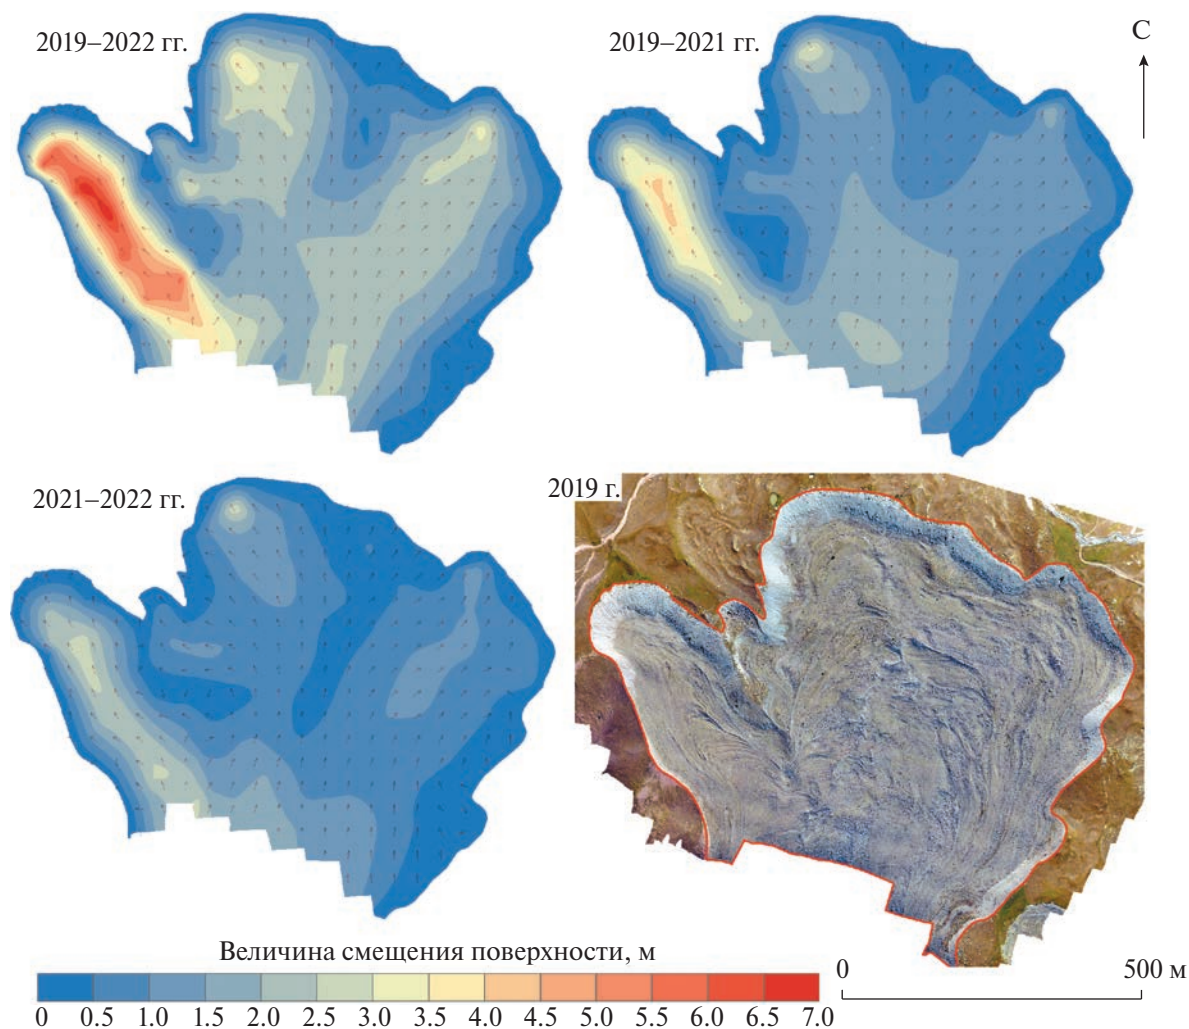 2019–2022 гг.
2019–2021 гг.
С
2021–2022 гг.
2019 г.
Величина смещения поверхности, м
0 0.5 1.0 1.5 2.0 2.5 3.0 3.5 4.0 4.5 5.0 5.5 6.0 6.5 7.0
0 500 м